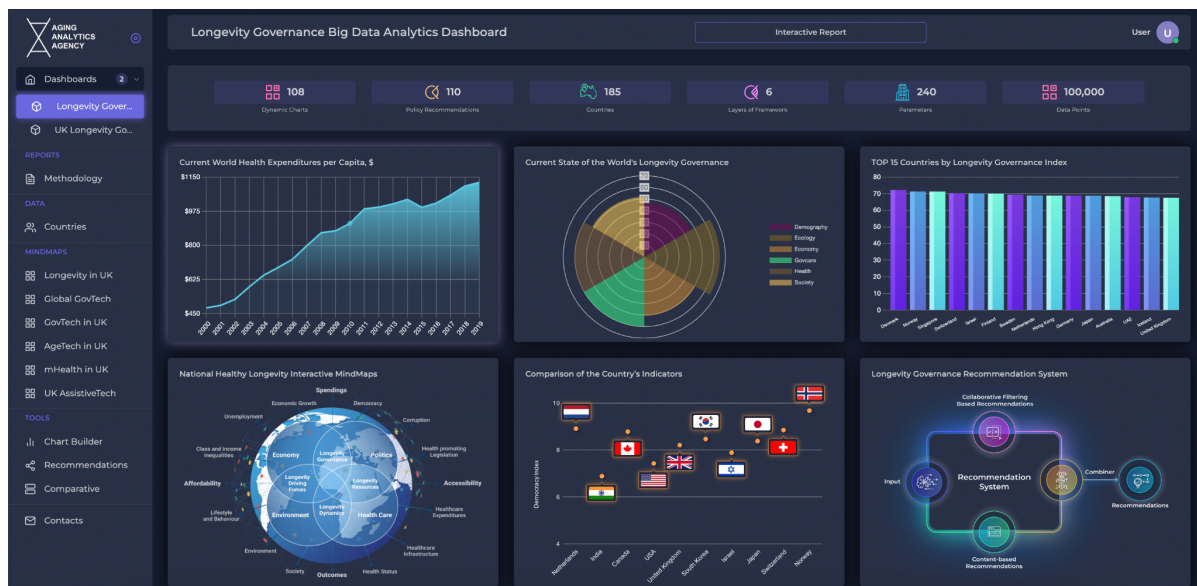 AGING
ANALYTICS
AGENCY
Longevity Governance Big Data Analytics Dashboard
Interactive Report
User
U
Dashboards
2
Longevity Gover...
UK Longevity Go...
REPORTS
Methodology
DATA
Countries
MINDMAPS
Longevity in UK
Global GovTech
GovTech in UK
AgeTech in UK
mHealth in UK
UK AssistiveTech
TOOLS
Chart Builder
Recommendations
Comparative
Contacts
108
Dynamic Charts
110
Policy Recommendations
185
Countries
6
Layers of Framework
240
Parameters
100,000
Data Points
Current World Health Expenditures per Capita, $
$1150
$975
$800
$625
$450
2000
2001
2002
2003
2004
2005
2006
2007
2008
2009
2010
2011
2012
2013
2014
2015
2016
2017
2018
2019
Current State of the World's Longevity Governance
70
Demography
Ecology
Economy
Govcare
Health
Society
TOP 15 Countries by Longevity Governance Index
80
70
60
50
40
30
20
10
0
Denmark
Norway
Singapore
Switzerland
Israel
Finland
Sweden
Netherlands
Hong Kong
Germany
Japan
Australia
UAE
Iceland
United Kingdom
National Healthy Longevity Interactive MindMaps
Spendings
Economic Growth
Democracy
Unemployment
Corruption
Class and Income
Inequalities
Health promoting
Legislation
Economy
Longevity
Governance
Politics
Affordability
Longevity
Driving
Forces
Longevity
Resources
Accessibility
Lifestyle
and Behaviour
Environment
Longevity
Dynamics
Health Care
Healthcare
Expenditures
Environment
Healthcare
Infrastructure
Society
Outcomes
Health Status
Comparison of the Country's Indicators
Democracy Index
10
8
6
4
Netherlands
India
Canada
USA
United Kingdom
South Korea
Israel
Japan
Switzerland
Norway
Longevity Governance Recommendation System
Collaborative Filtering
Based Recommendations
Input
Recommendation
System
Combiner
Recommendations
Content-based
Recommendations